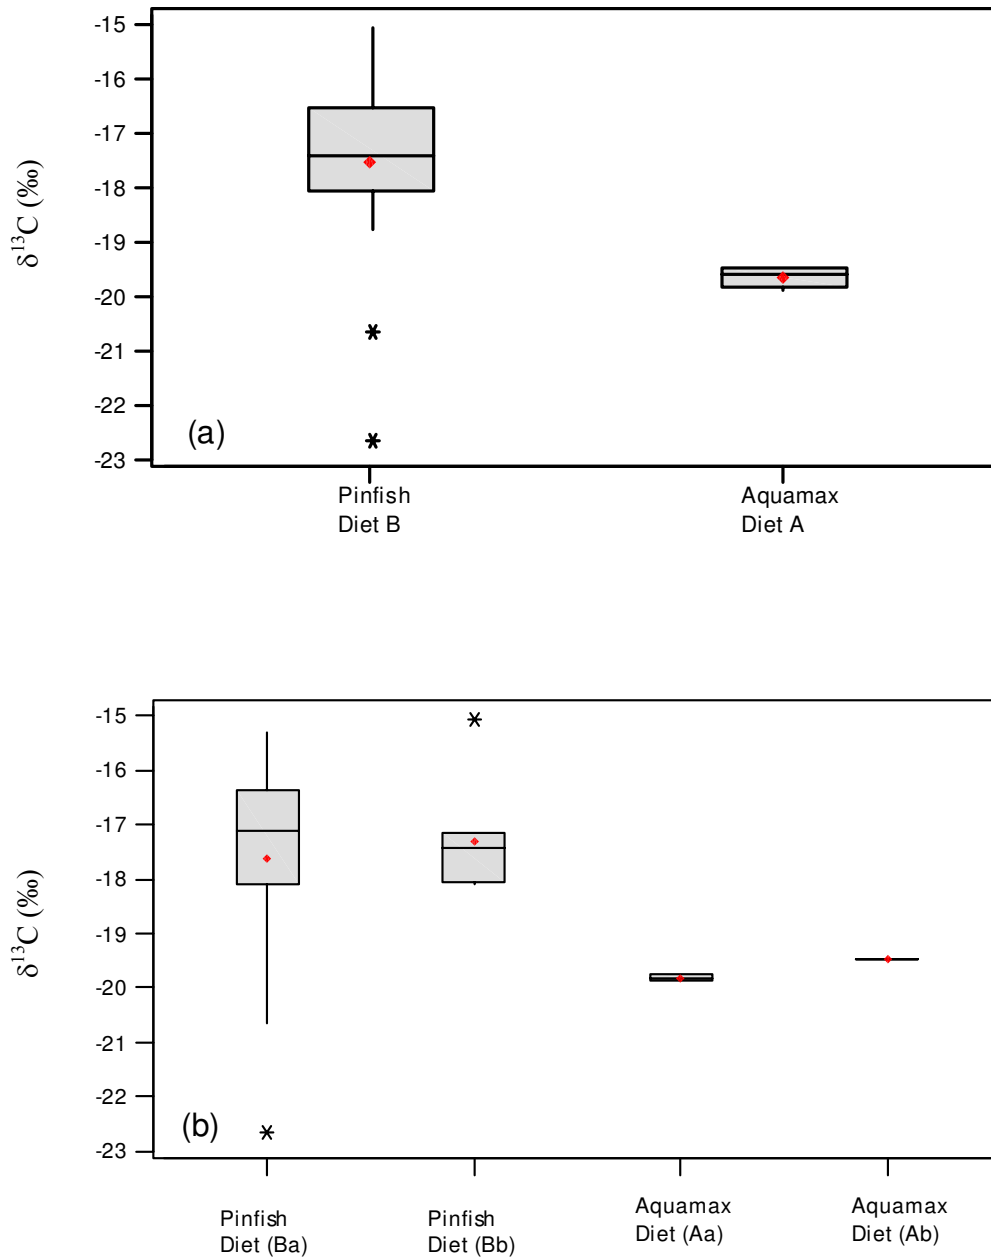 -15
-16
-17
-18
-19
-20
-21
-22
-23
δ¹³C (‰)
(a)
Pinfish
Diet B
Aquamax
Diet A
-15
-16
-17
-18
-19
-20
-21
-22
-23
δ¹³C (‰)
(b)
Pinfish
Diet (Ba)
Pinfish
Diet (Bb)
Aquamax
Diet (Aa)
Aquamax
Diet (Ab)